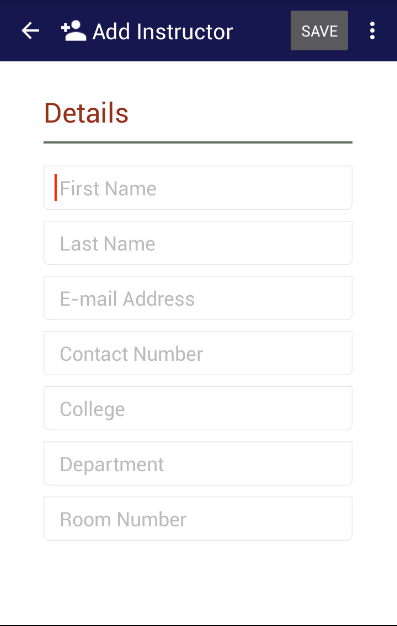 Add Instructor
SAVE
Details
First Name
Last Name
E-mail Address
Contact Number
College
Department
Room Number